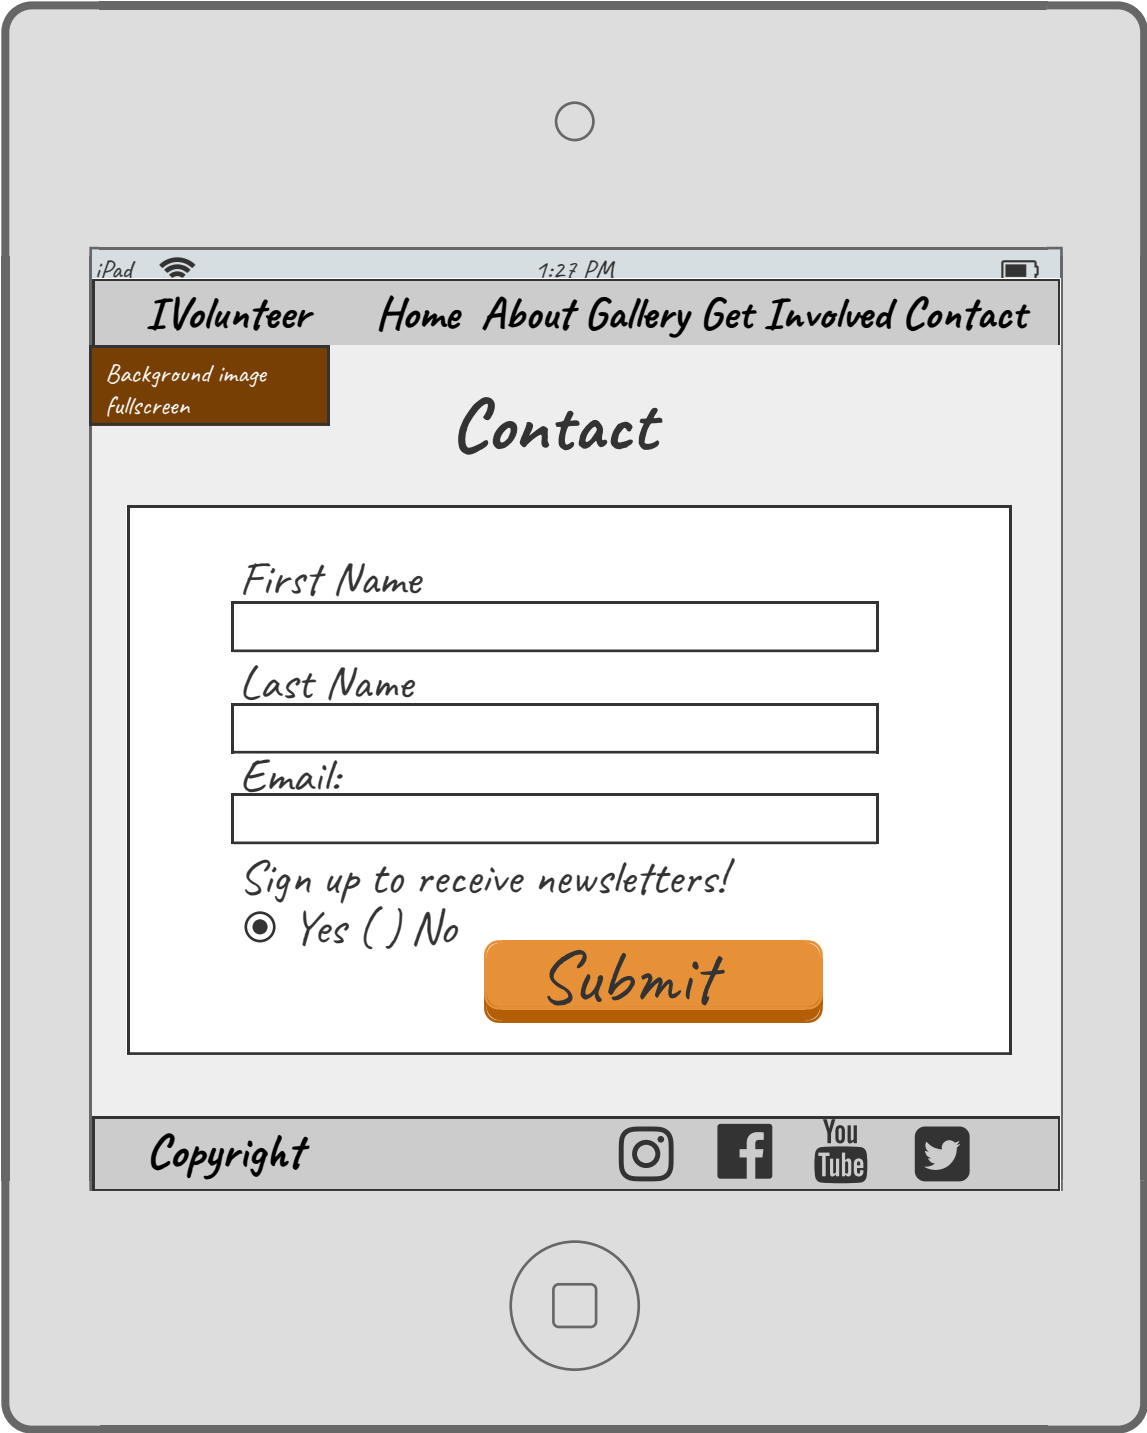 iPad 1:27 PM
IVolunteer Home About Gallery Get Involved Contact
Background image
fullscreen
Contact
First Name
Last Name
Email:
Sign up to receive newsletters!
Yes ( ) No
Submit
Copyright You Tube